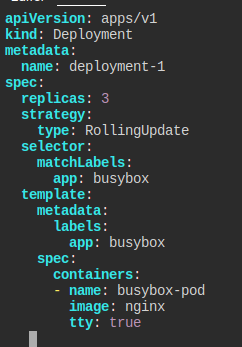 apiVersion: apps/v1
kind: Deployment
metadata:
  name: deployment-1
spec:
  replicas: 3
  strategy:
    type: RollingUpdate
  selector:
    matchLabels:
      app: busybox
  template:
    metadata:
      labels:
        app: busybox
    spec:
      containers:
      - name: busybox-pod
        image: nginx
        tty: true